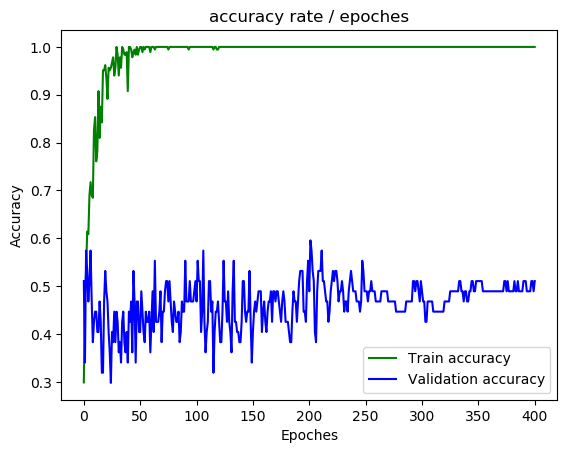 accuracy rate / epoches
1.0
0.9
0.8
0.7
0.6
0.5
0.4
0.3
Accuracy
0 50 100 150 200 250 300 350 400
Epoches
Train accuracy
Validation accuracy